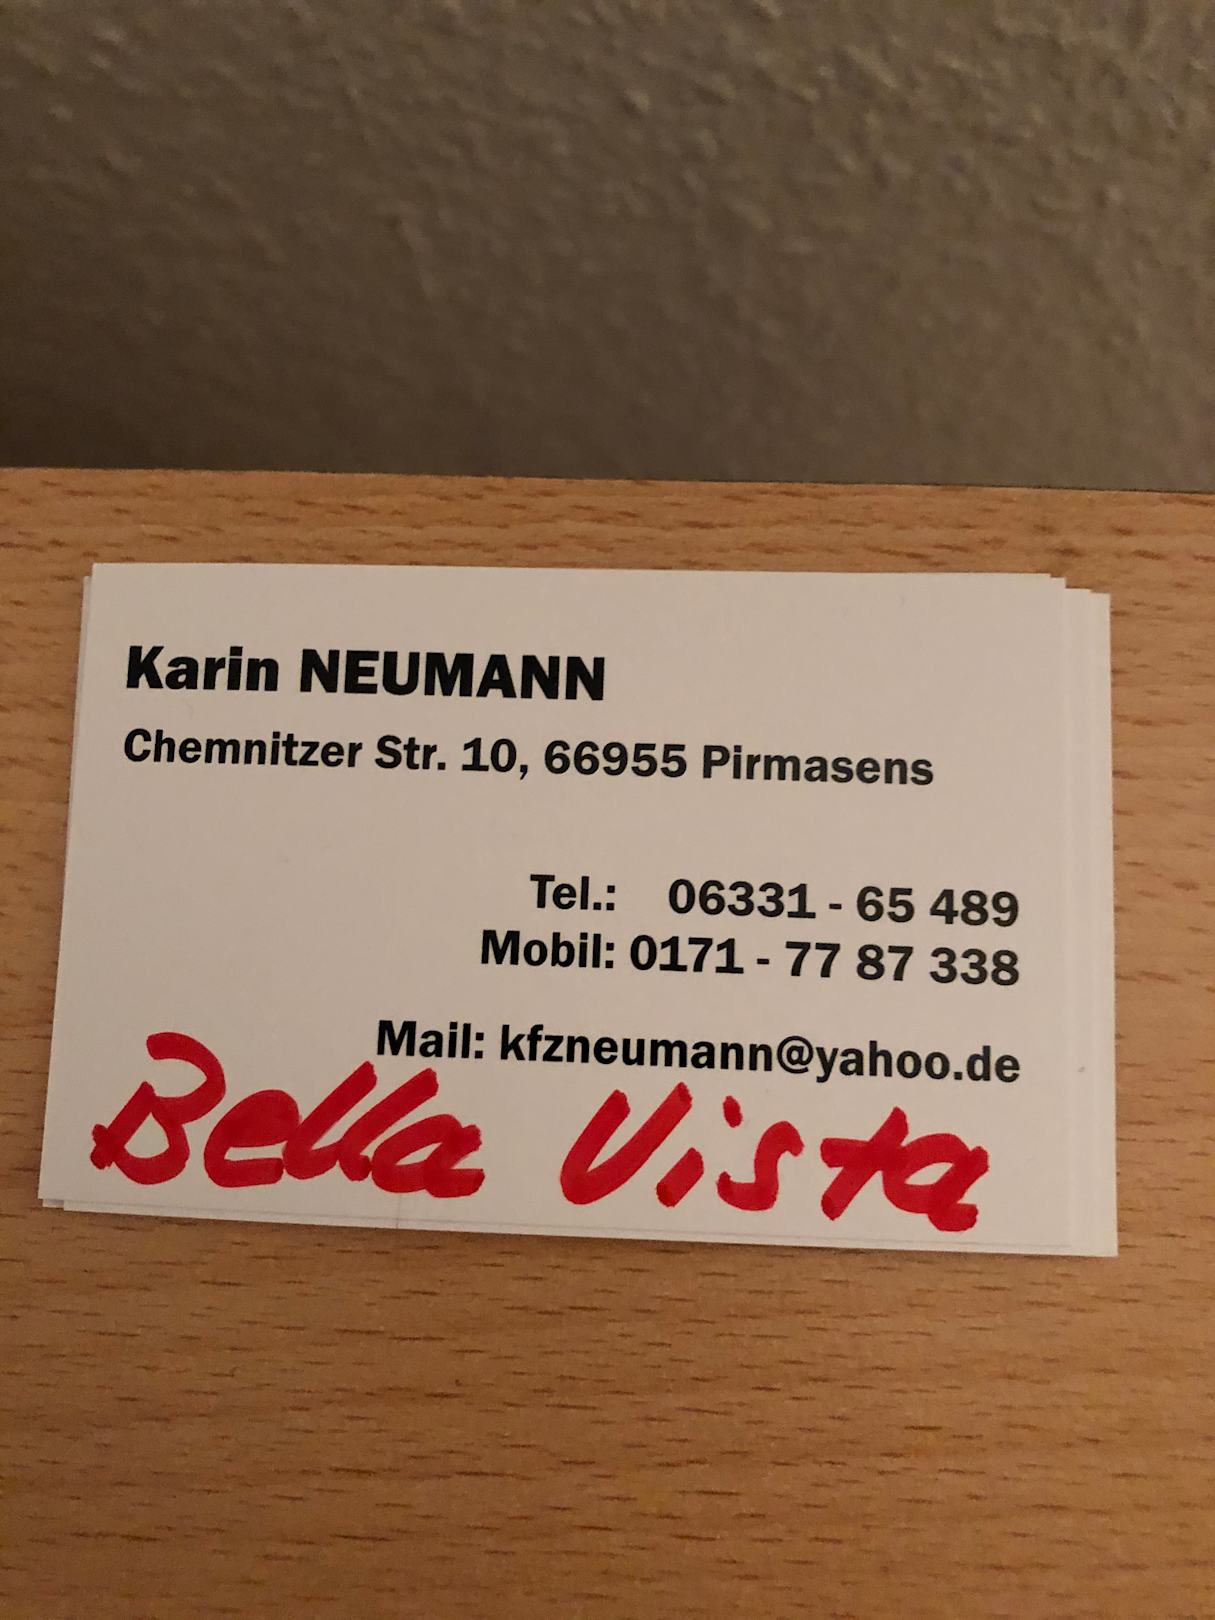 Karin NEUMANN
Chemnitzer Str. 10, 66955 Pirmasens
Tel.: 06331 - 65 489
Mobil: 0171 - 77 87 338
Mail: kfzneumann@yahoo.de
Bella Vista